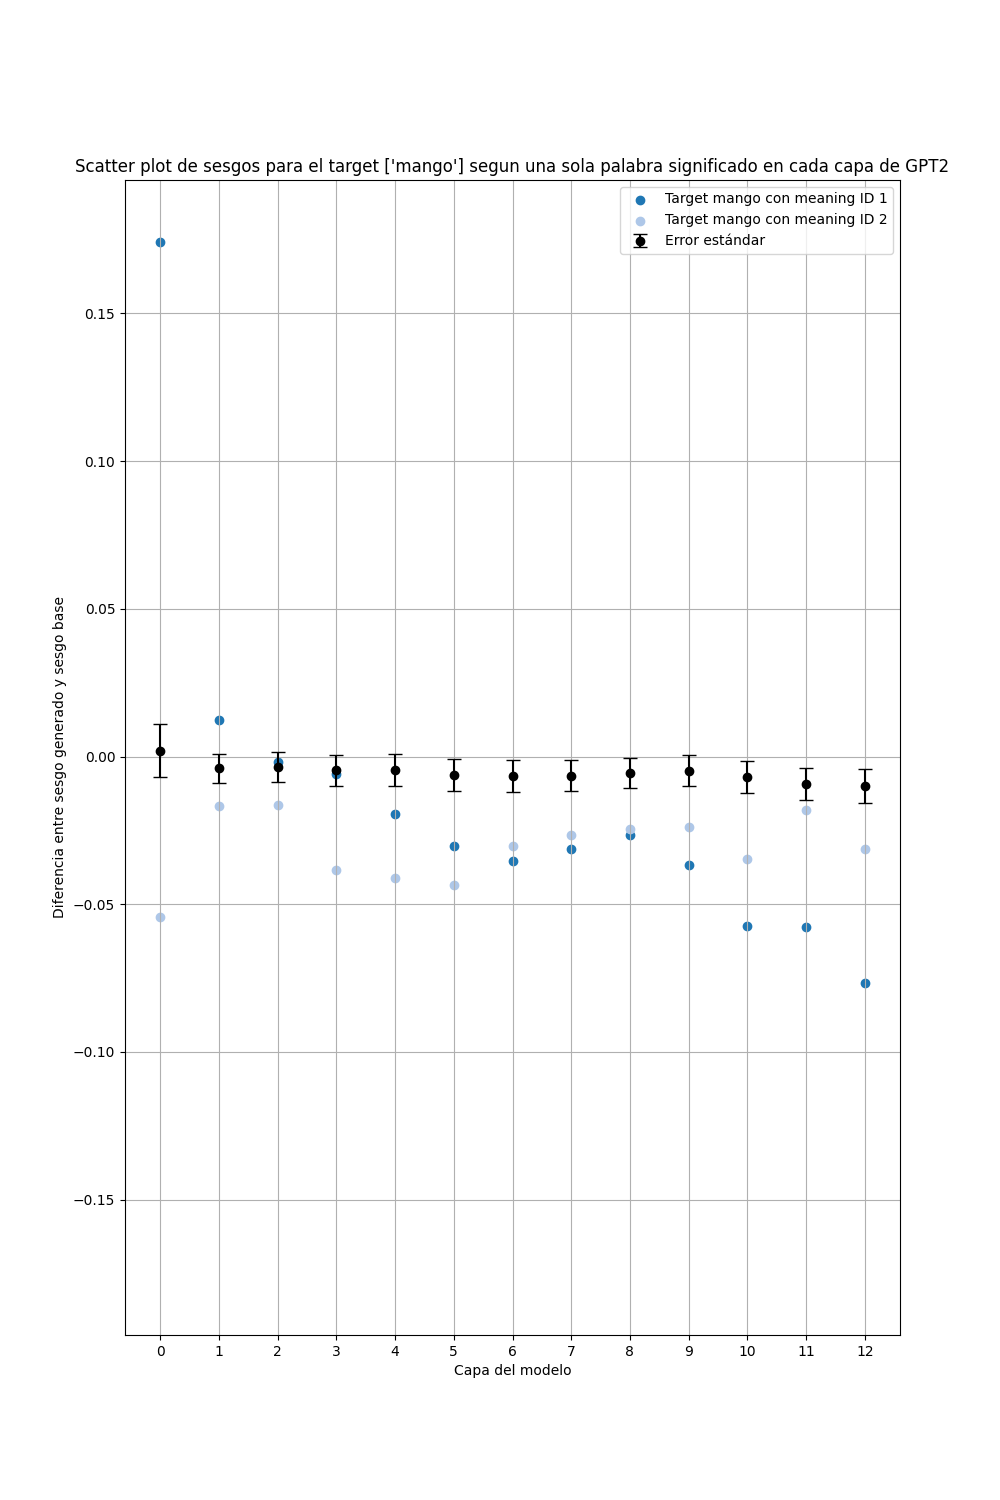 Scatter plot de sesgos para el target ['mango'] segun una sola palabra significado en cada capa de GPT2
Target mango con meaning ID 1
Target mango con meaning ID 2
Error estándar
0.15
0.10
0.05
0.00
−0.05
−0.10
−0.15
Diferencia entre sesgo generado y sesgo base
0 1 2 3 4 5 6 7 8 9 10 11 12
Capa del modelo